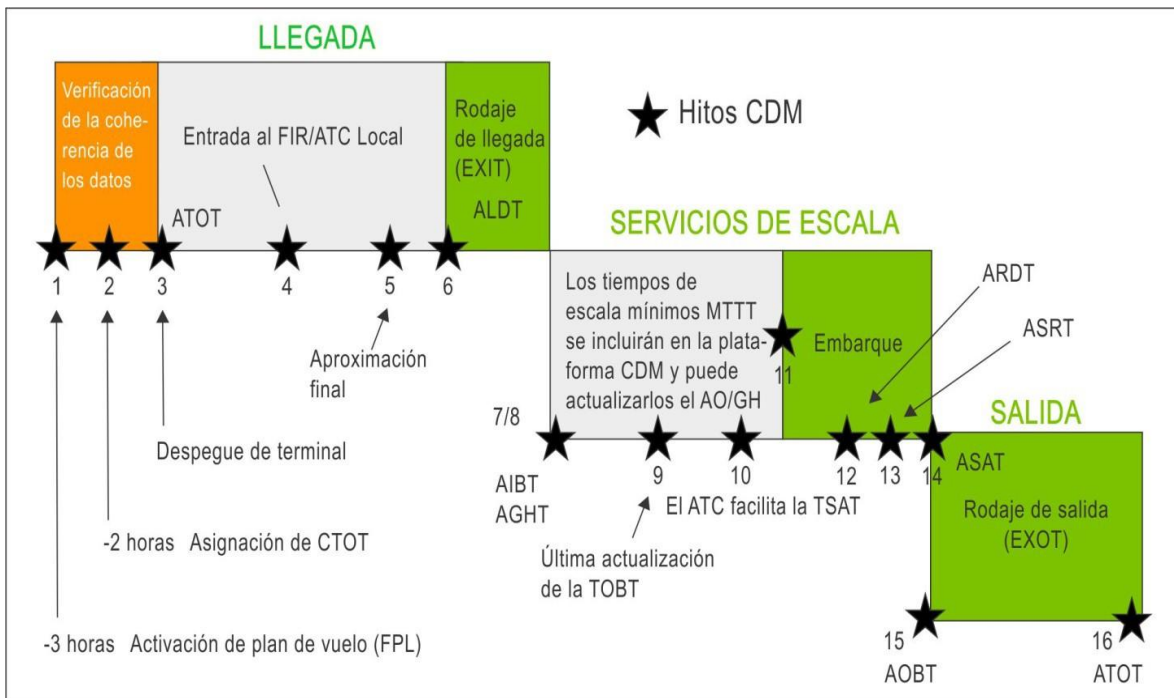 LLEGADA
Verificación
de la cohe-
rencia de
los datos
Entrada al FIR/ATC Local
Rodaje
de llegada
(EXIT)
ALDT
ATOT
Hitos CDM
1
2
3
4
5
6
Aproximación
final
Despegue de terminal
-2 horas Asignación de CTOT
-3 horas Activación de plan de vuelo (FPL)
SERVICIOS DE ESCALA
Los tiempos de
escala mínimos MTTT
se incluirán en la plata-
forma CDM y puede
actualizarlos el AO/GH
11
Embarque
ARDT
ASRT
7/8
AIBT
AGHT
9
10
12
13
14
El ATC facilita la TSAT
Última actualización
de la TOBT
SALIDA
ASAT
Rodaje de salida
(EXOT)
15
AOBT
16
ATOT